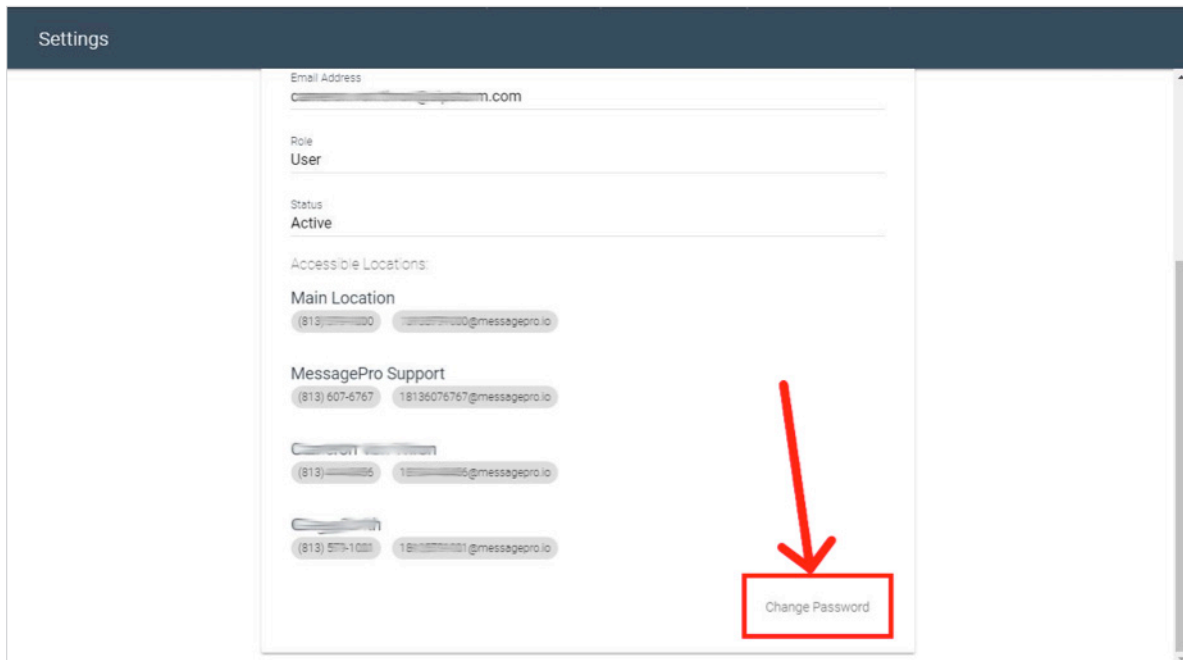 Settings
Email Address
m.com
Role
User
Status
Active
Accessible Locations:
Main Location
(813) @messagepro.io
MessagePro Support
(813) 607-6767 18136076767@messagepro.io
(813) @messagepro.io
(813) @messagepro.io
Change Password